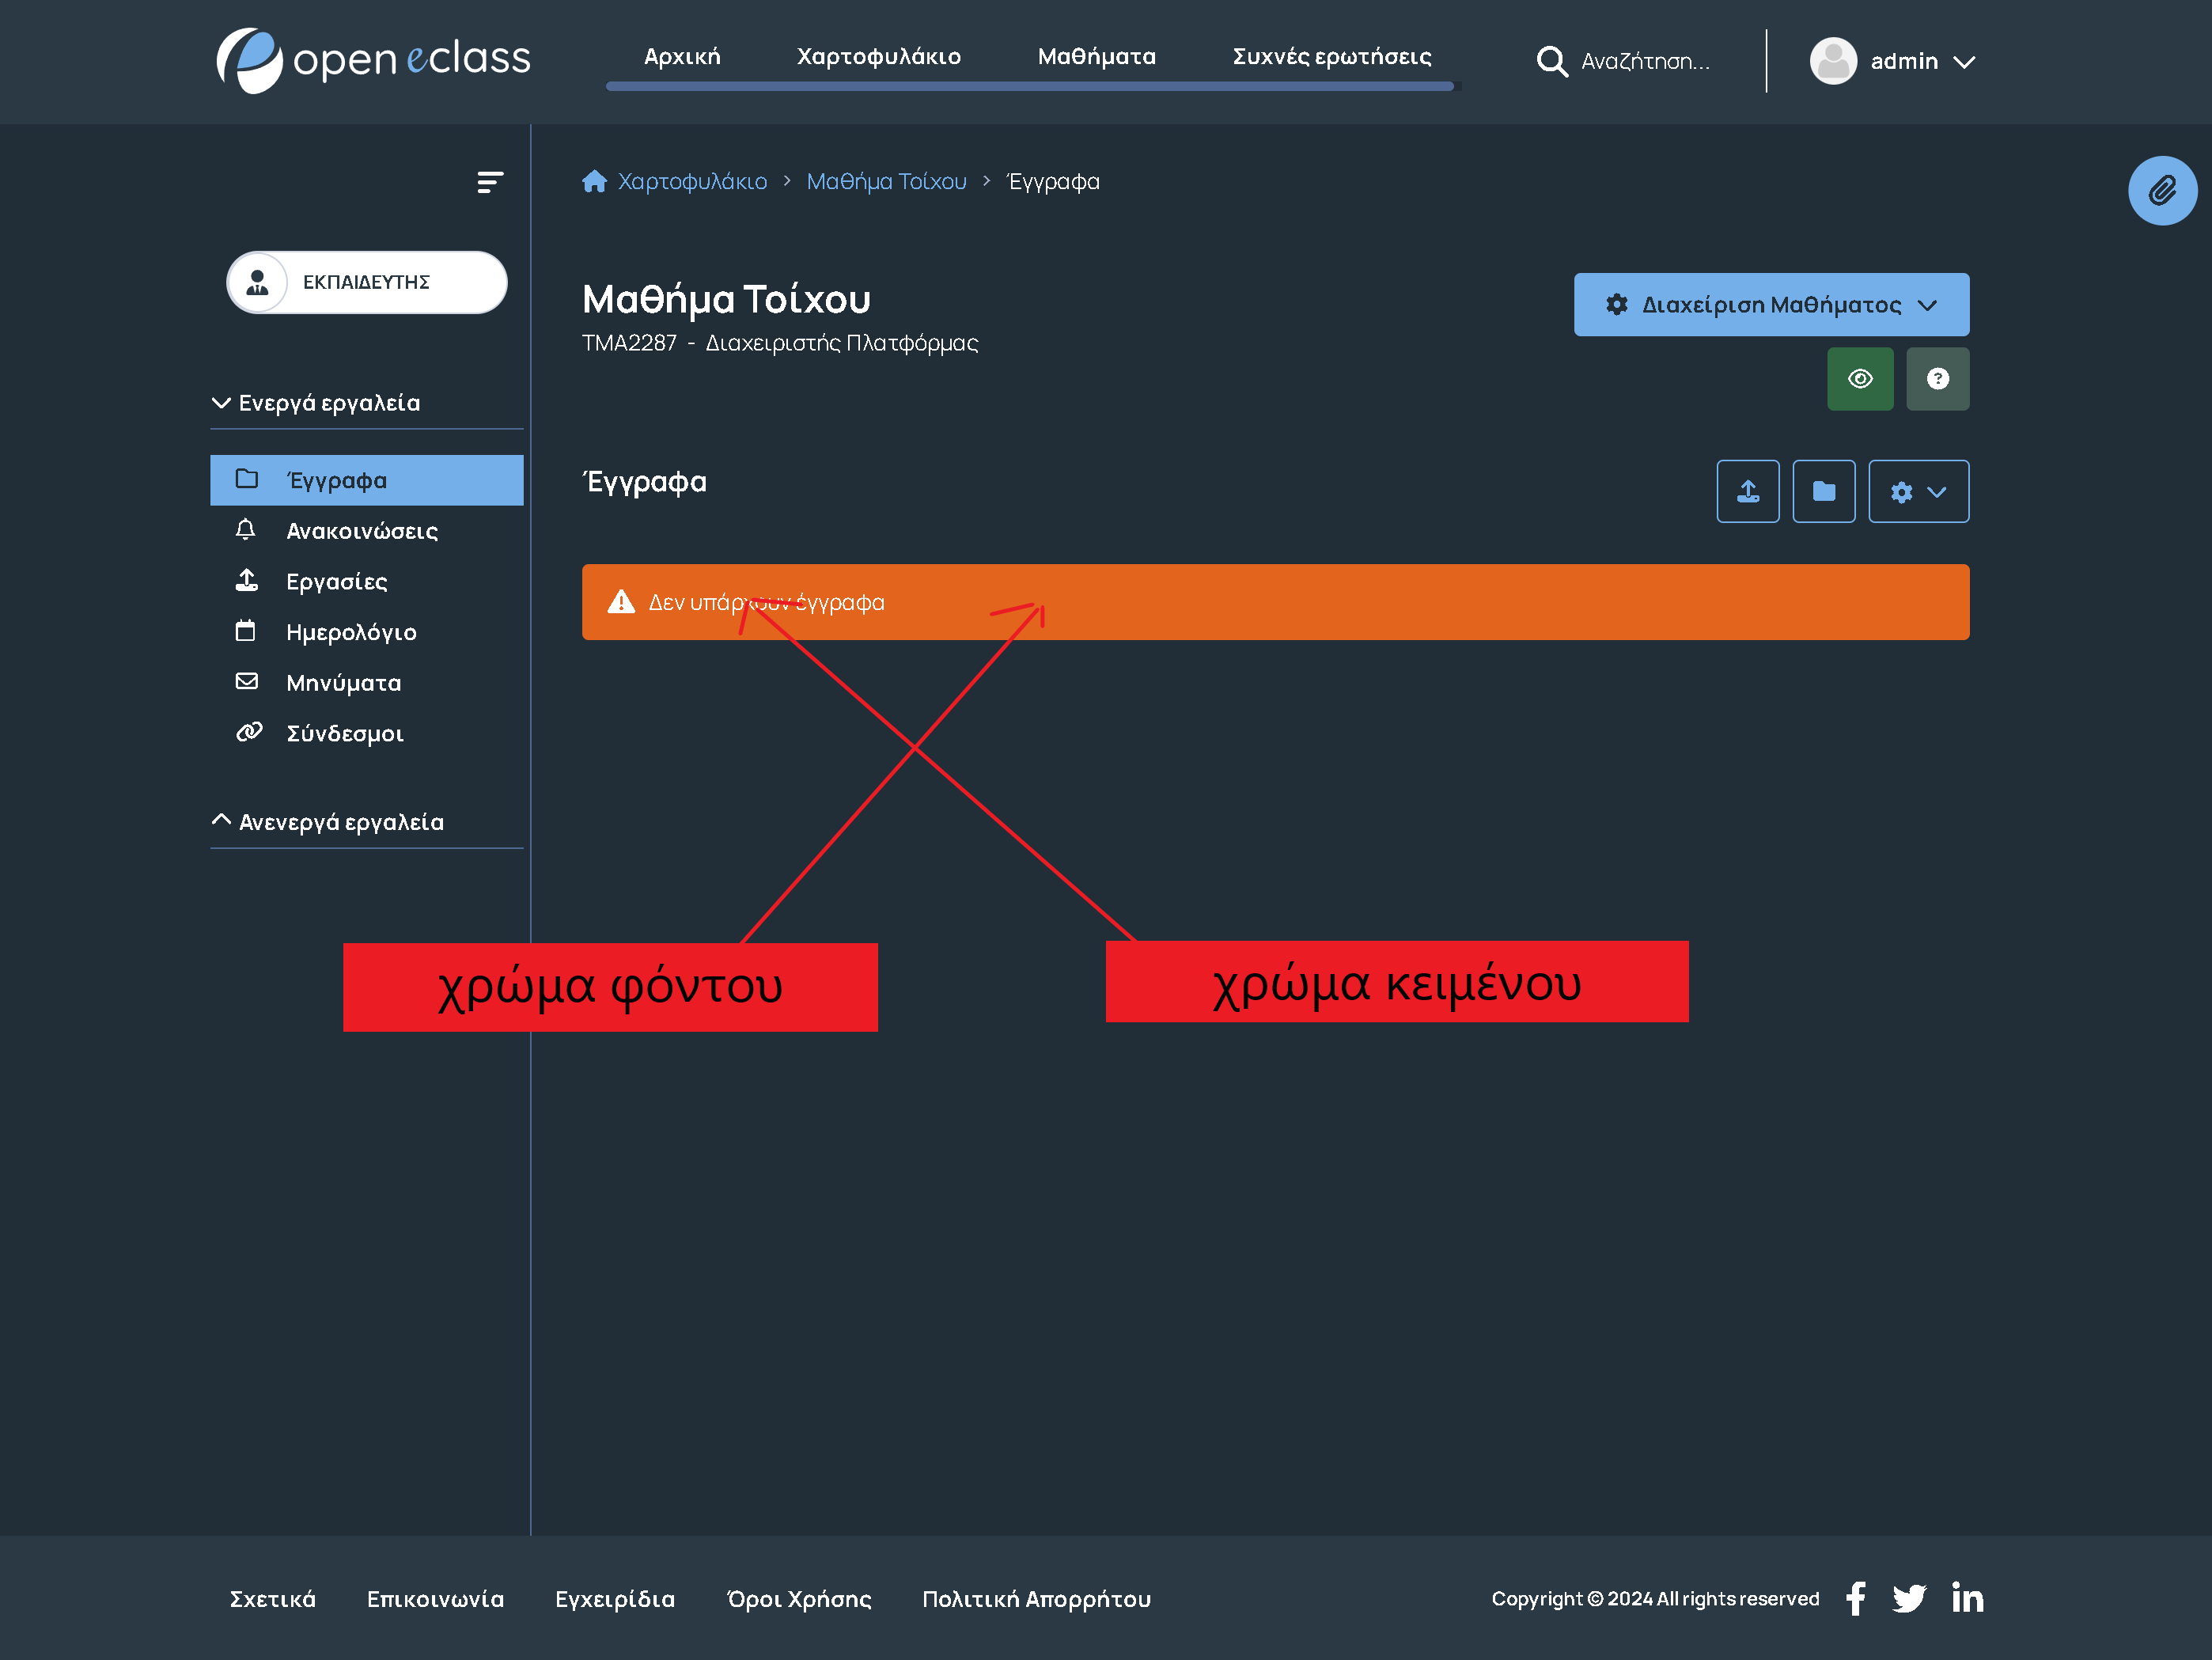 open eclass
Αρχική Χαρτοφυλάκιο Μαθήματα Συχνές ερωτήσεις
Αναζήτηση...
admin
Χαρτοφυλάκιο > Μαθήμα Τοίχου > Έγγραφα
ΕΚΠΑΙΔΕΥΤΗΣ
Μαθήμα Τοίχου
TMA2287 - Διαχειριστής Πλατφόρμας
Διαχείριση Μαθήματος
Ενεργά εργαλεία
Έγγραφα
Ανακοινώσεις
Εργασίες
Ημερολόγιο
Μηνύματα
Σύνδεσμοι
Ανενεργά εργαλεία
Έγγραφα
Δεν υπάρχουν έγγραφα
χρώμα φόντου
χρώμα κειμένου
Σχετικά Επικοινωνία Εγχειρίδια Όροι Χρήσης Πολιτική Απορρήτου
Copyright © 2024 All rights reserved